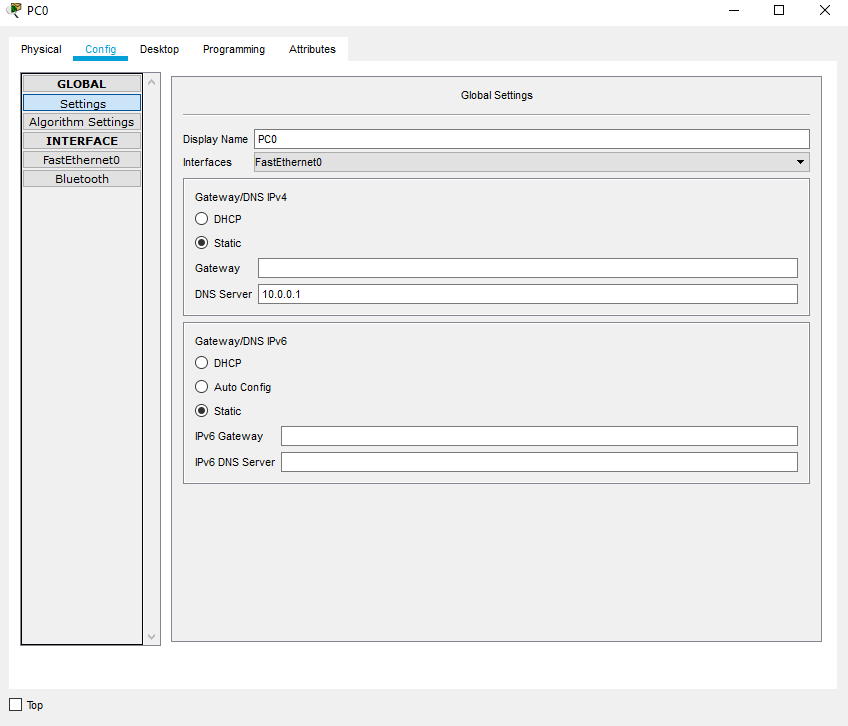 PC0
Physical Config Desktop Programming Attributes
GLOBAL
Settings
Algorithm Settings
INTERFACE
FastEthernet0
Bluetooth
Global Settings
Display Name PC0
Interfaces FastEthernet0
Gateway/DNS IPv4
DHCP
Static
Gateway
DNS Server 10.0.0.1
Gateway/DNS IPv6
DHCP
Auto Config
Static
IPv6 Gateway
IPv6 DNS Server
Top